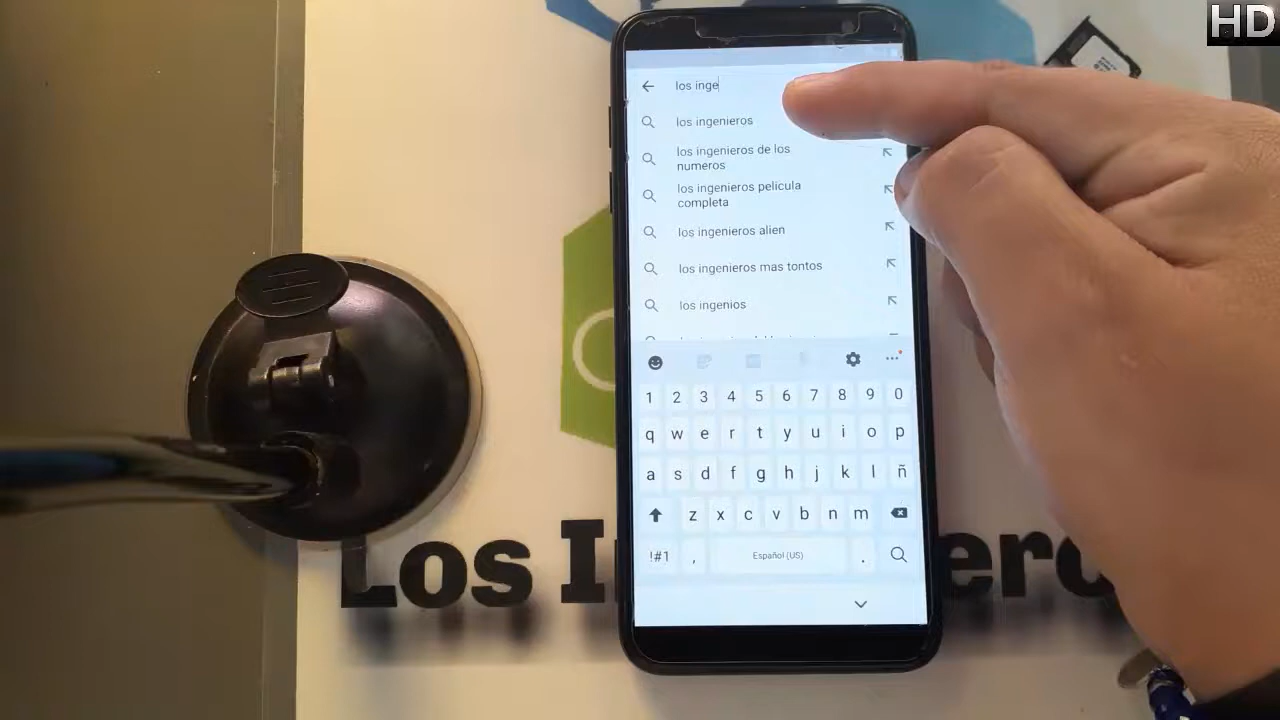 HD
los inge
los ingenieros
los ingenieros de los
numeros
los ingenieros pelicula
completa
los ingenieros alien
los ingenieros mas tontos
los ingenios
1 2 3 4 5 6 7 8 9 0
q w e r t y u i o p
a s d f g h j k l ñ
z x c v b n m
!#1 , Español (US) .
Los I ero